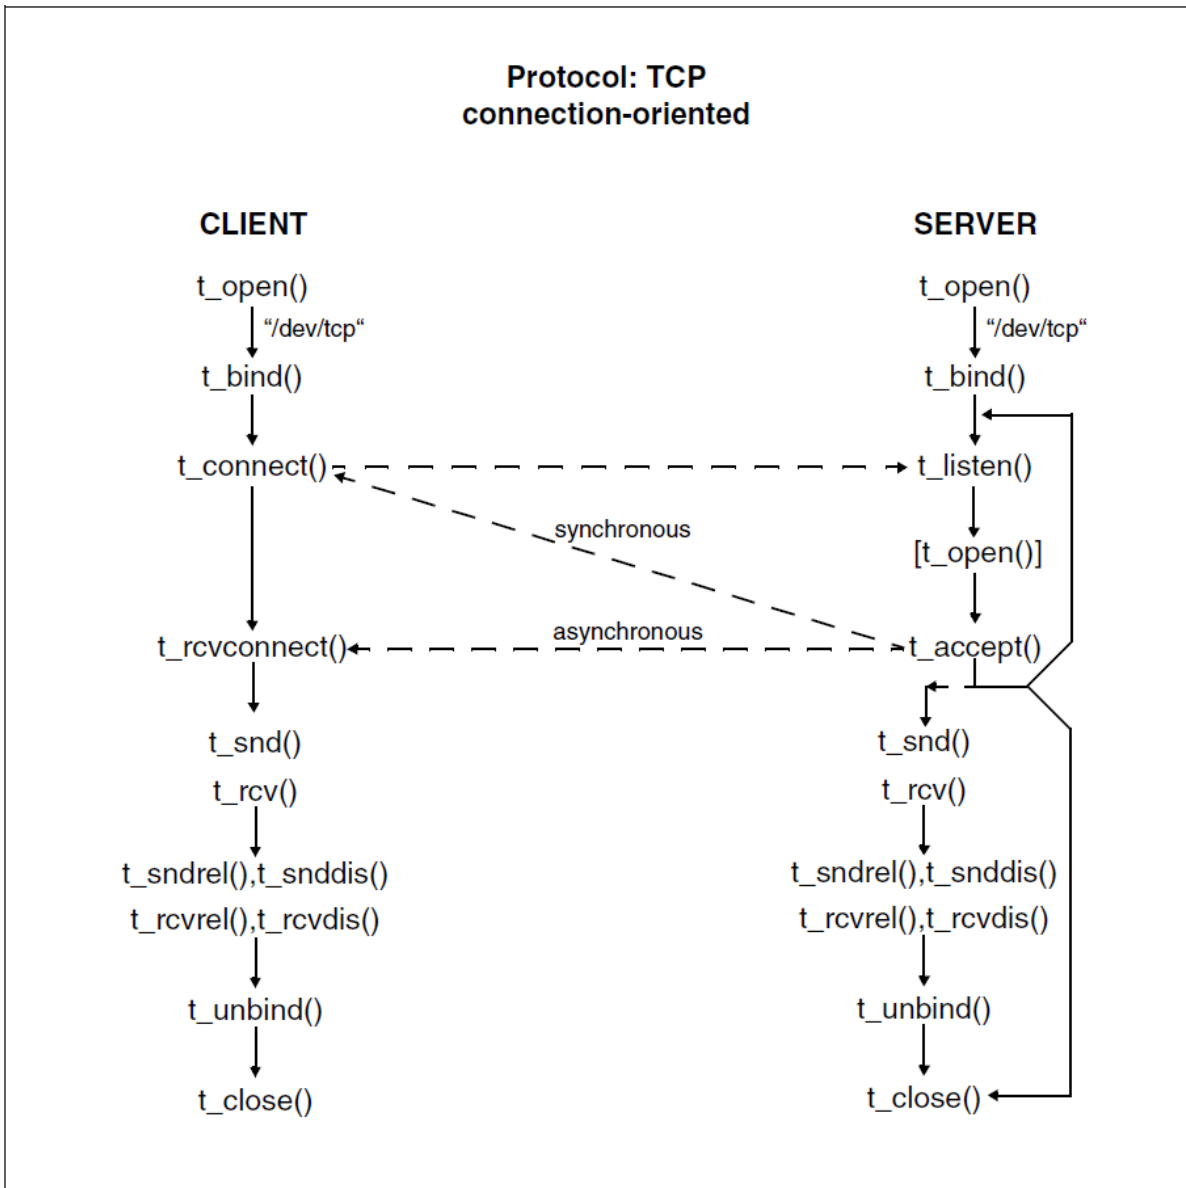 Protocol: TCP
connection-oriented
CLIENT
SERVER
t_open()
t_open()
“/dev/tcp“
“/dev/tcp“
t_bind()
t_bind()
t_connect()
t_listen()
synchronous
[t_open()]
asynchronous
t_rcvconnect()
t_accept()
t_snd()
t_snd()
t_rcv()
t_rcv()
t_sndrel(),t_snddis()
t_sndrel(),t_snddis()
t_rcvrel(),t_rcvdis()
t_rcvrel(),t_rcvdis()
t_unbind()
t_unbind()
t_close()
t_close()